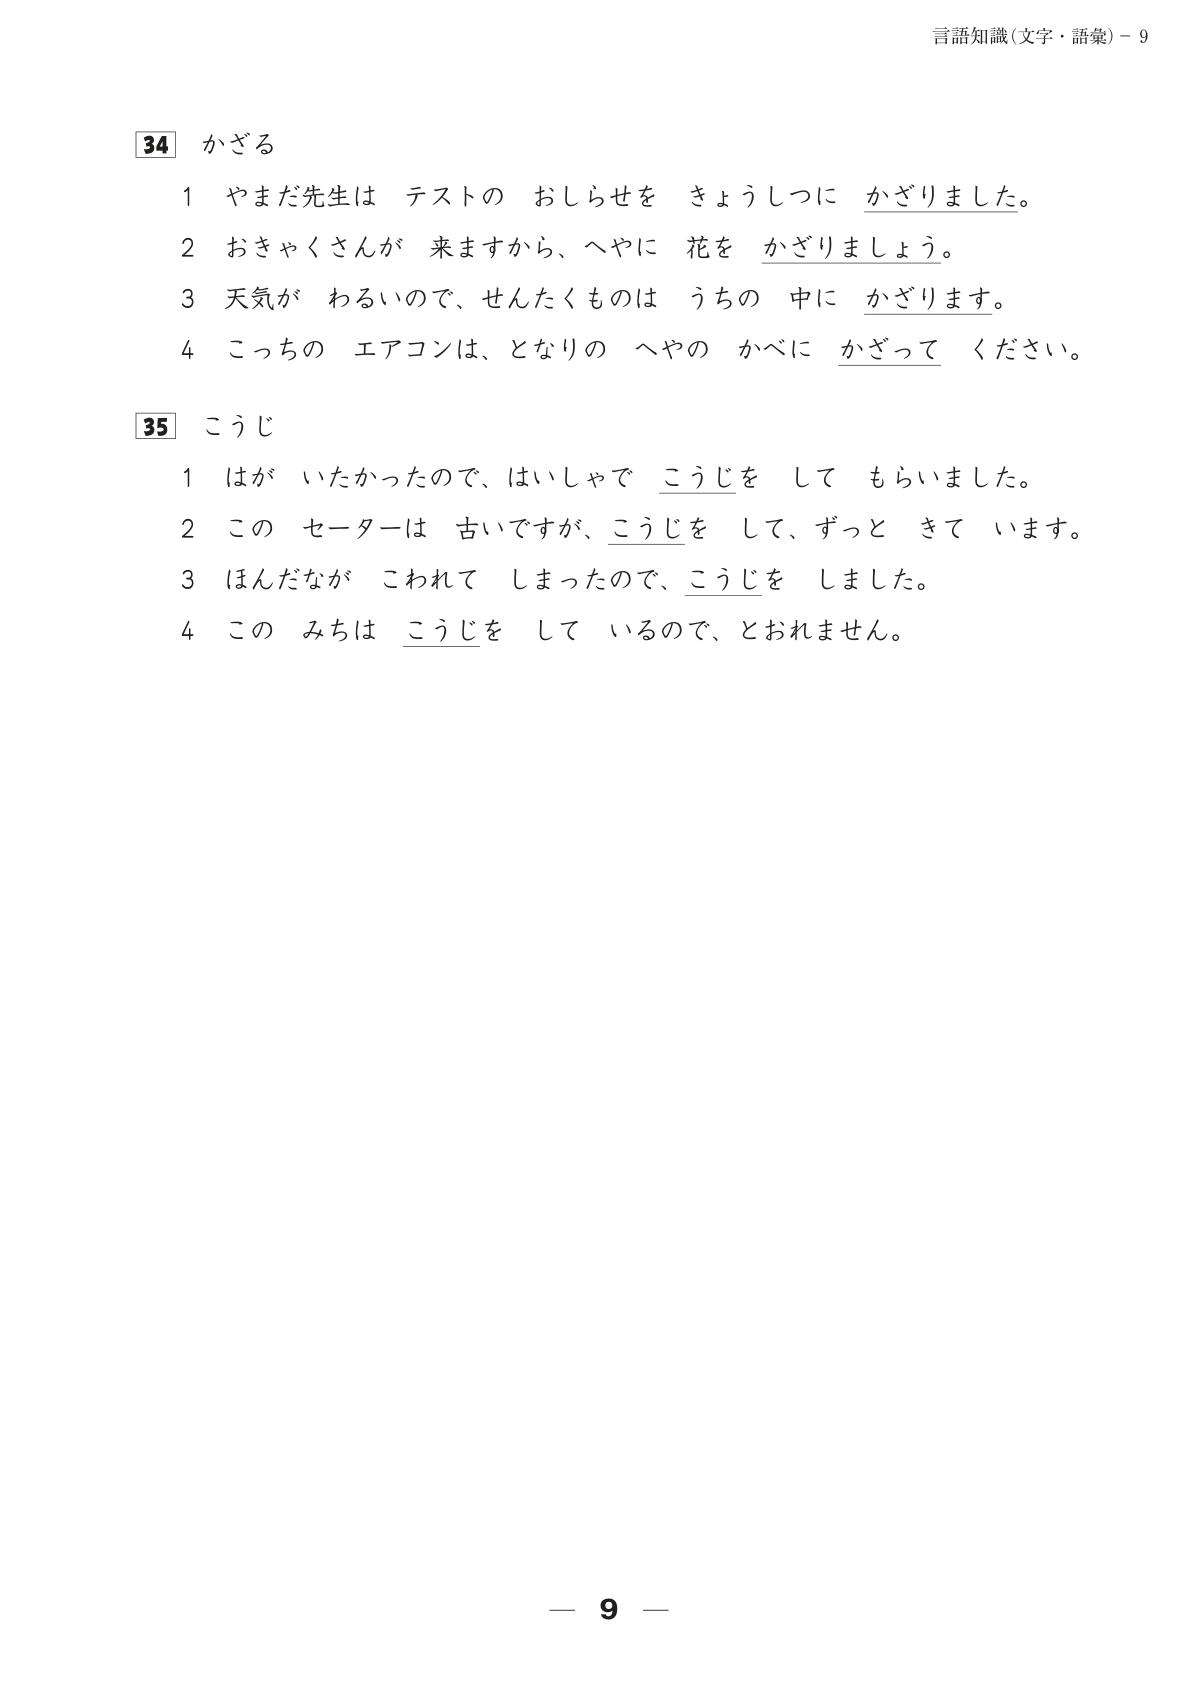 言語知識(文字・語彙)－ 9
34　かざる
1　やまだ先生は　テストの　おしらせを　きょうしつに　かざりました。
2　おきゃくさんが　来ますから、へやに　花を　かざりましょう。
3　天気が　わるいので、せんたくものは　うちの　中に　かざります。
4　こっちの　エアコンは、となりの　へやの　かべに　かざって　ください。
35　こうじ
1　はが　いたかったので、はいしゃで　こうじを　して　もらいました。
2　この　セーターは　古いですが、こうじを　して、ずっと　きて　います。
3　ほんだなが　こわれて　しまったので、こうじを　しました。
4　この　みちは　こうじを　して　いるので、とおれません。
— 9 —